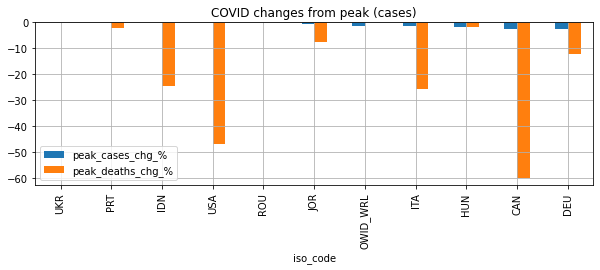 COVID changes from peak (cases)
0
−10
−20
−30
−40
−50
−60
peak_cases_chg_%
peak_deaths_chg_%
UKR
PRT
IDN
USA
ROU
JOR
OWID_WRL
ITA
HUN
CAN
DEU
iso_code